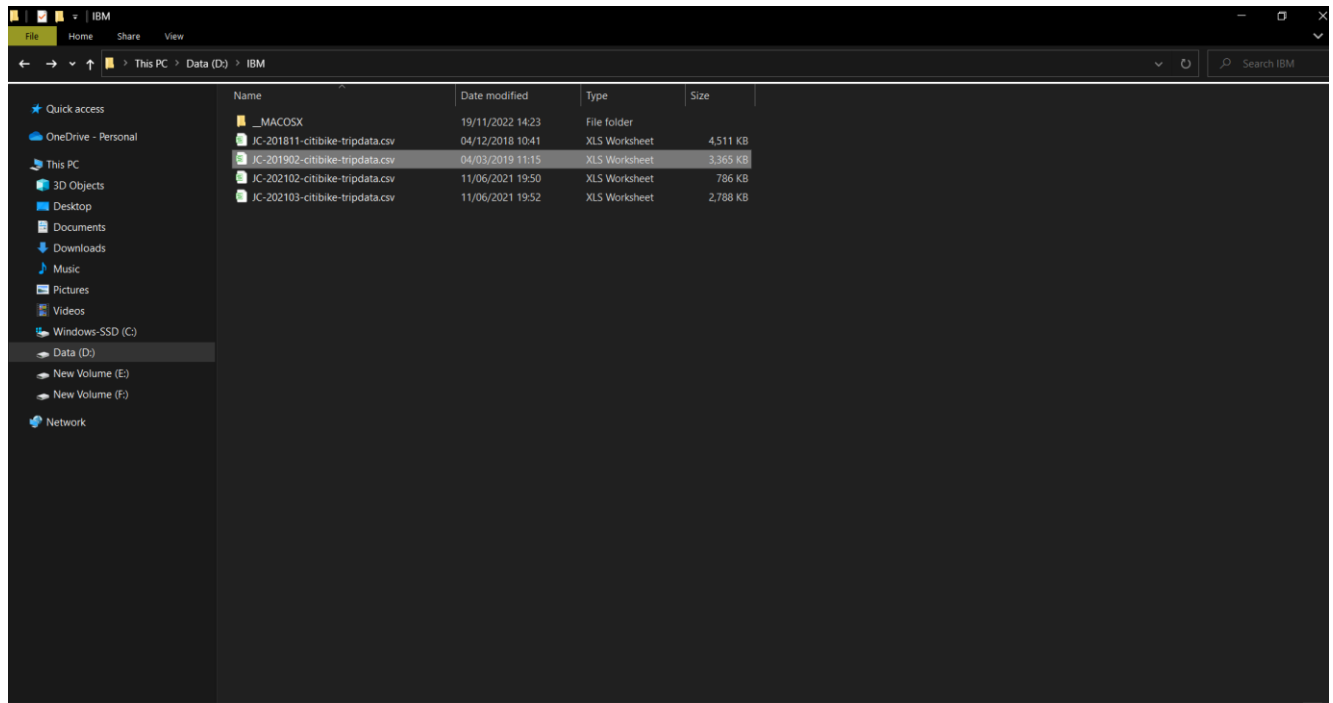 IBM
File Home Share View
This PC > Data (D:) > IBM Search IBM
Name Date modified Type Size
__MACOSX 19/11/2022 14:23 File folder
JC-201811-citibike-tripdata.csv 04/12/2018 10:41 XLS Worksheet 4,511 KB
JC-201902-citibike-tripdata.csv 04/03/2019 11:15 XLS Worksheet 3,365 KB
JC-202102-citibike-tripdata.csv 11/06/2021 19:50 XLS Worksheet 786 KB
JC-202103-citibike-tripdata.csv 11/06/2021 19:52 XLS Worksheet 2,788 KB
Quick access
OneDrive - Personal
This PC
3D Objects
Desktop
Documents
Downloads
Music
Pictures
Videos
Windows-SSD (C:)
Data (D:)
New Volume (E:)
New Volume (F:)
Network